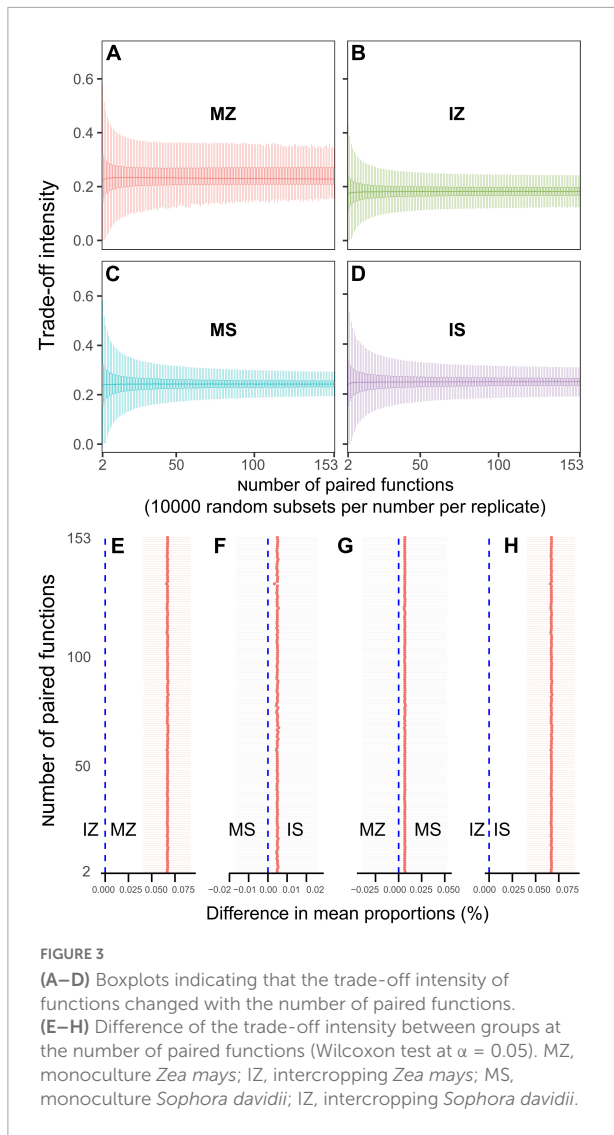 A
B
MZ
IZ
0.6
0.4
0.2
0.0
C
D
MS
IS
0.6
0.4
0.2
0.0
Trade-off intensity
2 50 100 153 2 50 100 153
Number of paired functions
(10000 random subsets per number per replicate)
E F G H
153
100
50
2
Number of paired functions
IZ MZ MS IS MZ MS IZ IS
0.000 0.025 0.050 0.075 −0.02 −0.01 0.00 0.01 0.02 −0.025 0.000 0.025 0.050 0.000 0.025 0.050 0.075
Difference in mean proportions (%)
FIGURE 3
(A–D) Boxplots indicating that the trade-off intensity of
functions changed with the number of paired functions.
(E–H) Difference of the trade-off intensity between groups at
the number of paired functions (Wilcoxon test at α = 0.05). MZ,
monoculture Zea mays; IZ, intercropping Zea mays; MS,
monoculture Sophora davidii; IZ, intercropping Sophora davidii.